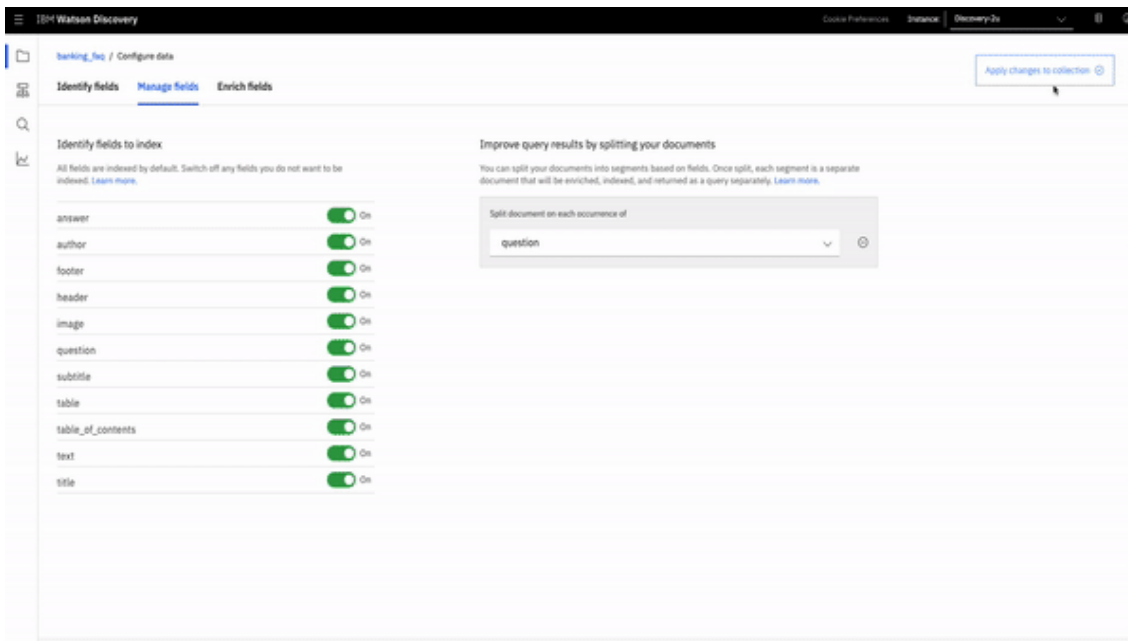 IBM Watson Discovery
Cookie Preferences
Instance:
Discovery-2u
banking_faq / Configure data
Apply changes to collection
Identify fields
Manage fields
Enrich fields
Identify fields to index
All fields are indexed by default. Switch off any fields you do not want to be
indexed. Learn more.
answer On
author On
footer On
header On
image On
question On
subtitle On
table On
table_of_contents On
text On
title On
Improve query results by splitting your documents
You can split your documents into segments based on fields. Once split, each segment is a separate
document that will be enriched, indexed, and returned as a query separately. Learn more.
Split document on each occurrence of
question